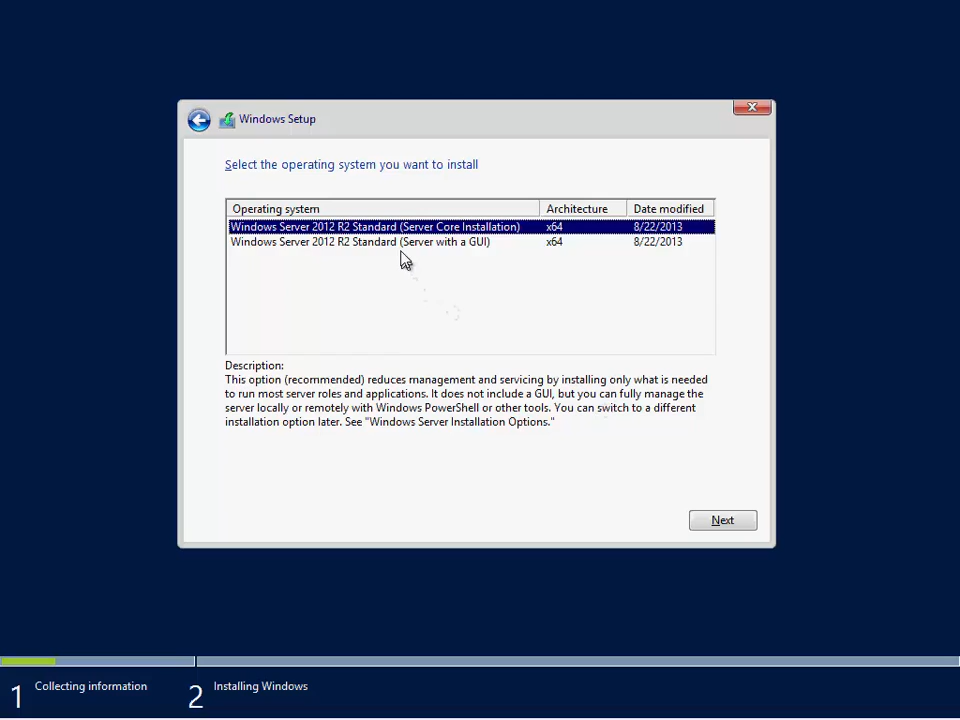 Windows Setup
Select the operating system you want to install
Operating system Architecture Date modified
Windows Server 2012 R2 Standard (Server Core Installation) x64 8/22/2013
Windows Server 2012 R2 Standard (Server with a GUI) x64 8/22/2013
Description:
This option (recommended) reduces management and servicing by installing only what is needed
to run most server roles and applications. It does not include a GUI, but you can fully manage the
server locally or remotely with Windows PowerShell or other tools. You can switch to a different
installation option later. See "Windows Server Installation Options."
Next
1 Collecting information 2 Installing Windows